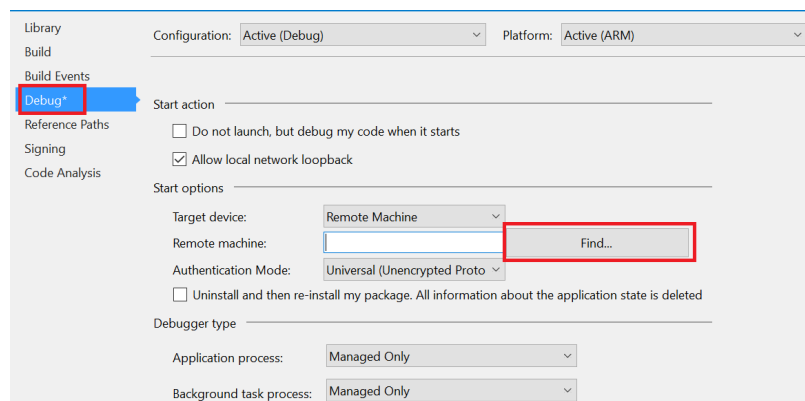 Library
Build
Build Events
Debug*
Reference Paths
Signing
Code Analysis
Configuration: Active (Debug) Platform: Active (ARM)
Start action
Do not launch, but debug my code when it starts
Allow local network loopback
Start options
Target device: Remote Machine
Remote machine: Find...
Authentication Mode: Universal (Unencrypted Proto
Uninstall and then re-install my package. All information about the application state is deleted
Debugger type
Application process: Managed Only
Background task process: Managed Only